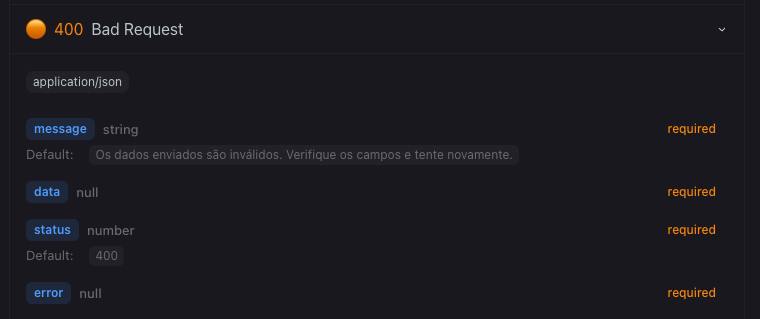 400 Bad Request
application/json
message string required
Default: Os dados enviados são inválidos. Verifique os campos e tente novamente.
data null required
status number required
Default: 400
error null required